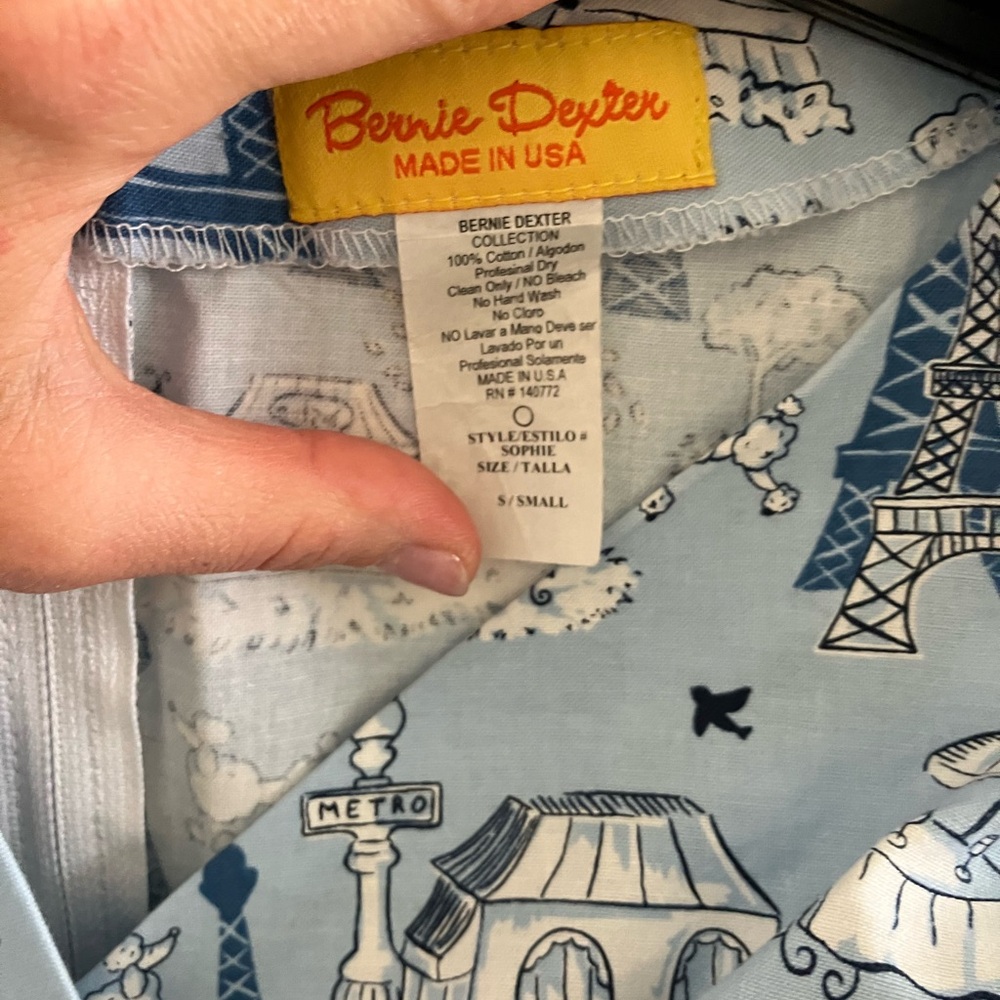 Bernie Dexter
MADE IN USA
BERNIE DEXTER
COLLECTION
100% Cotton / Algodon
Profesinal Dry
Clean Only / NO Bleach
No Hand Wash
No Cloro
NO Lavar a Mano Deve ser
Lavado Por un
Profesional Solamente
MADE IN U.S.A
RN # 140772
STYLE/ESTILO #
SOPHIE
SIZE / TALLA
S / SMALL
METRO